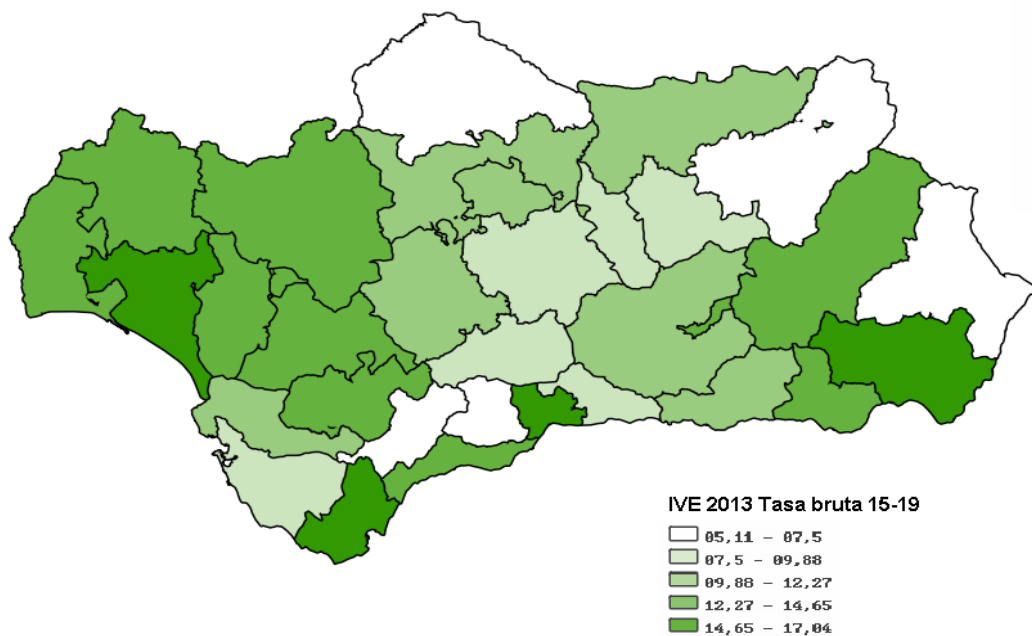 IVE 2013 Tasa bruta 15-19
05,11 - 07,5
07,5 - 09,88
09,88 - 12,27
12,27 - 14,65
14,65 - 17,04